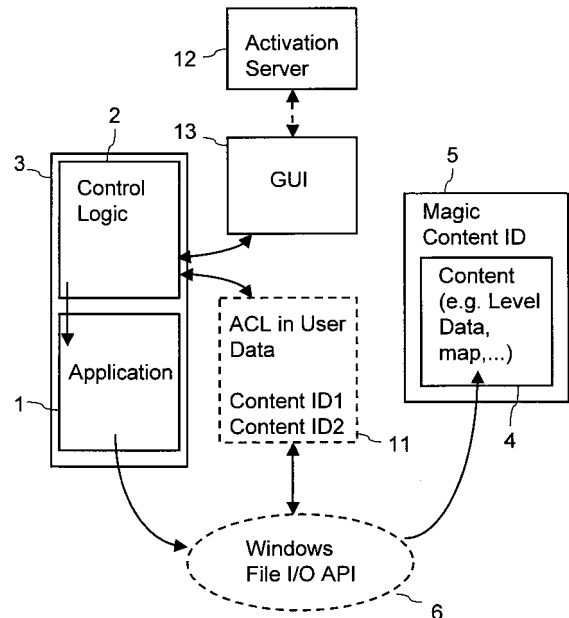 12
Activation
Server
13
GUI
2
3
Control
Logic
5
Magic
Content ID
Content
(e.g. Level
Data,
map,...)
4
ACL in User
Data
Content ID1
Content ID2
11
Application
1
Windows
File I/O API
6